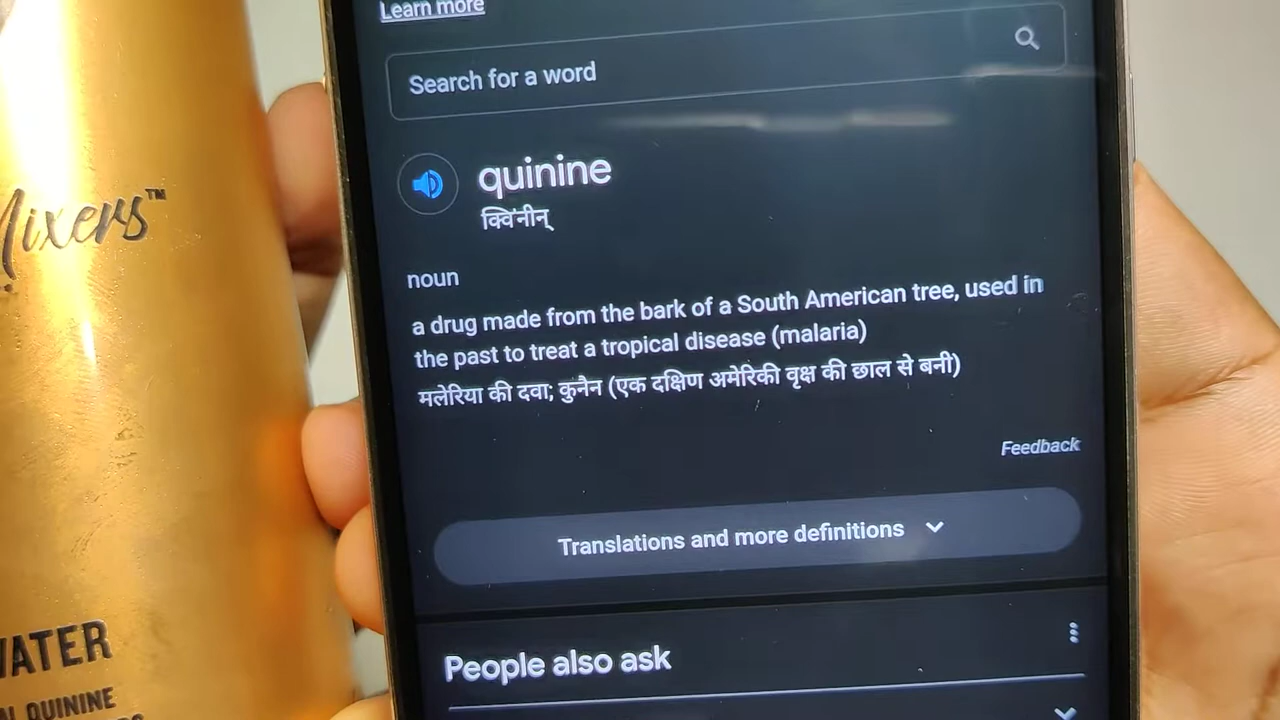 Learn more
Search for a word
quinine
क्विनीन्
noun
a drug made from the bark of a South American tree, used in
the past to treat a tropical disease (malaria)
मलेरिया की दवा; कुनैन (एक दक्षिण अमेरिकी वृक्ष की छाल से बनी)
Feedback
Translations and more definitions
People also ask
Mixers™
WATER
QUININE